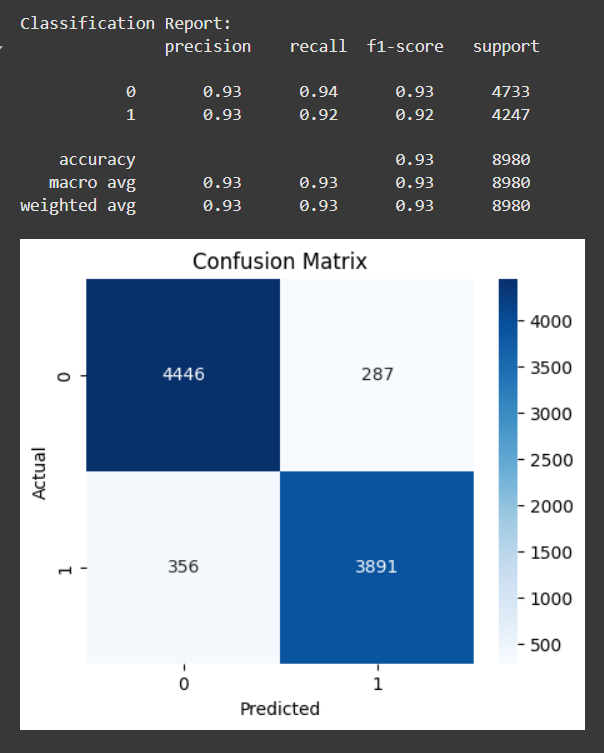 Classification Report:
precision recall f1-score support
0 0.93 0.94 0.93 4733
1 0.93 0.92 0.92 4247
accuracy 0.93 8980
macro avg 0.93 0.93 0.93 8980
weighted avg 0.93 0.93 0.93 8980
Confusion Matrix
4446 287
356 3891
0
1
Actual
0 1
Predicted
4000
3500
3000
2500
2000
1500
1000
500